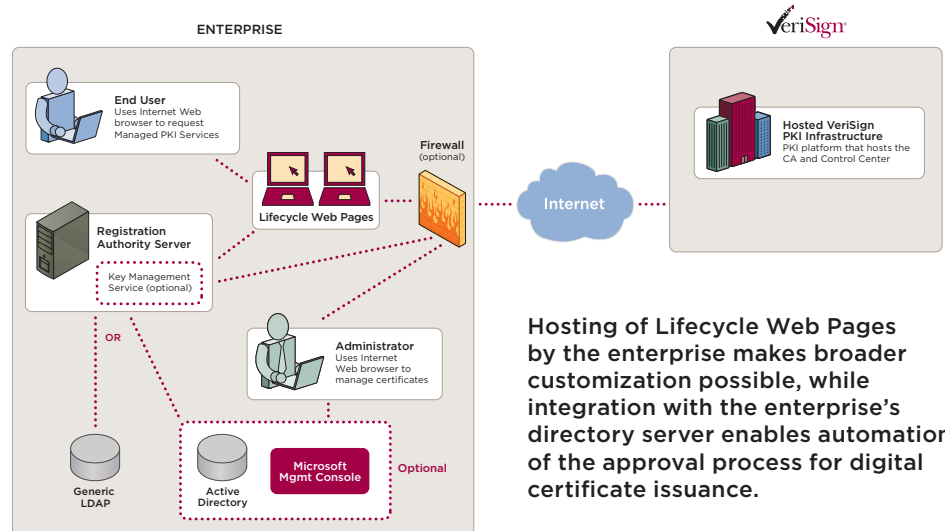 ENTERPRISE
VeriSign®
End User
Uses Internet Web
browser to request
Managed PKI Services
Firewall
(optional)
Lifecycle Web Pages
Internet
Hosted VeriSign
PKI Infrastructure
PKI platform that hosts the
CA and Control Center
Registration
Authority Server
Key Management
Service (optional)
OR
Administrator
Uses Internet
Web browser to
manage certificates
Generic
LDAP
Active
Directory
Microsoft
Mgmt Console
Optional
Hosting of Lifecycle Web Pages
by the enterprise makes broader
customization possible, while
integration with the enterprise's
directory server enables automation
of the approval process for digital
certificate issuance.